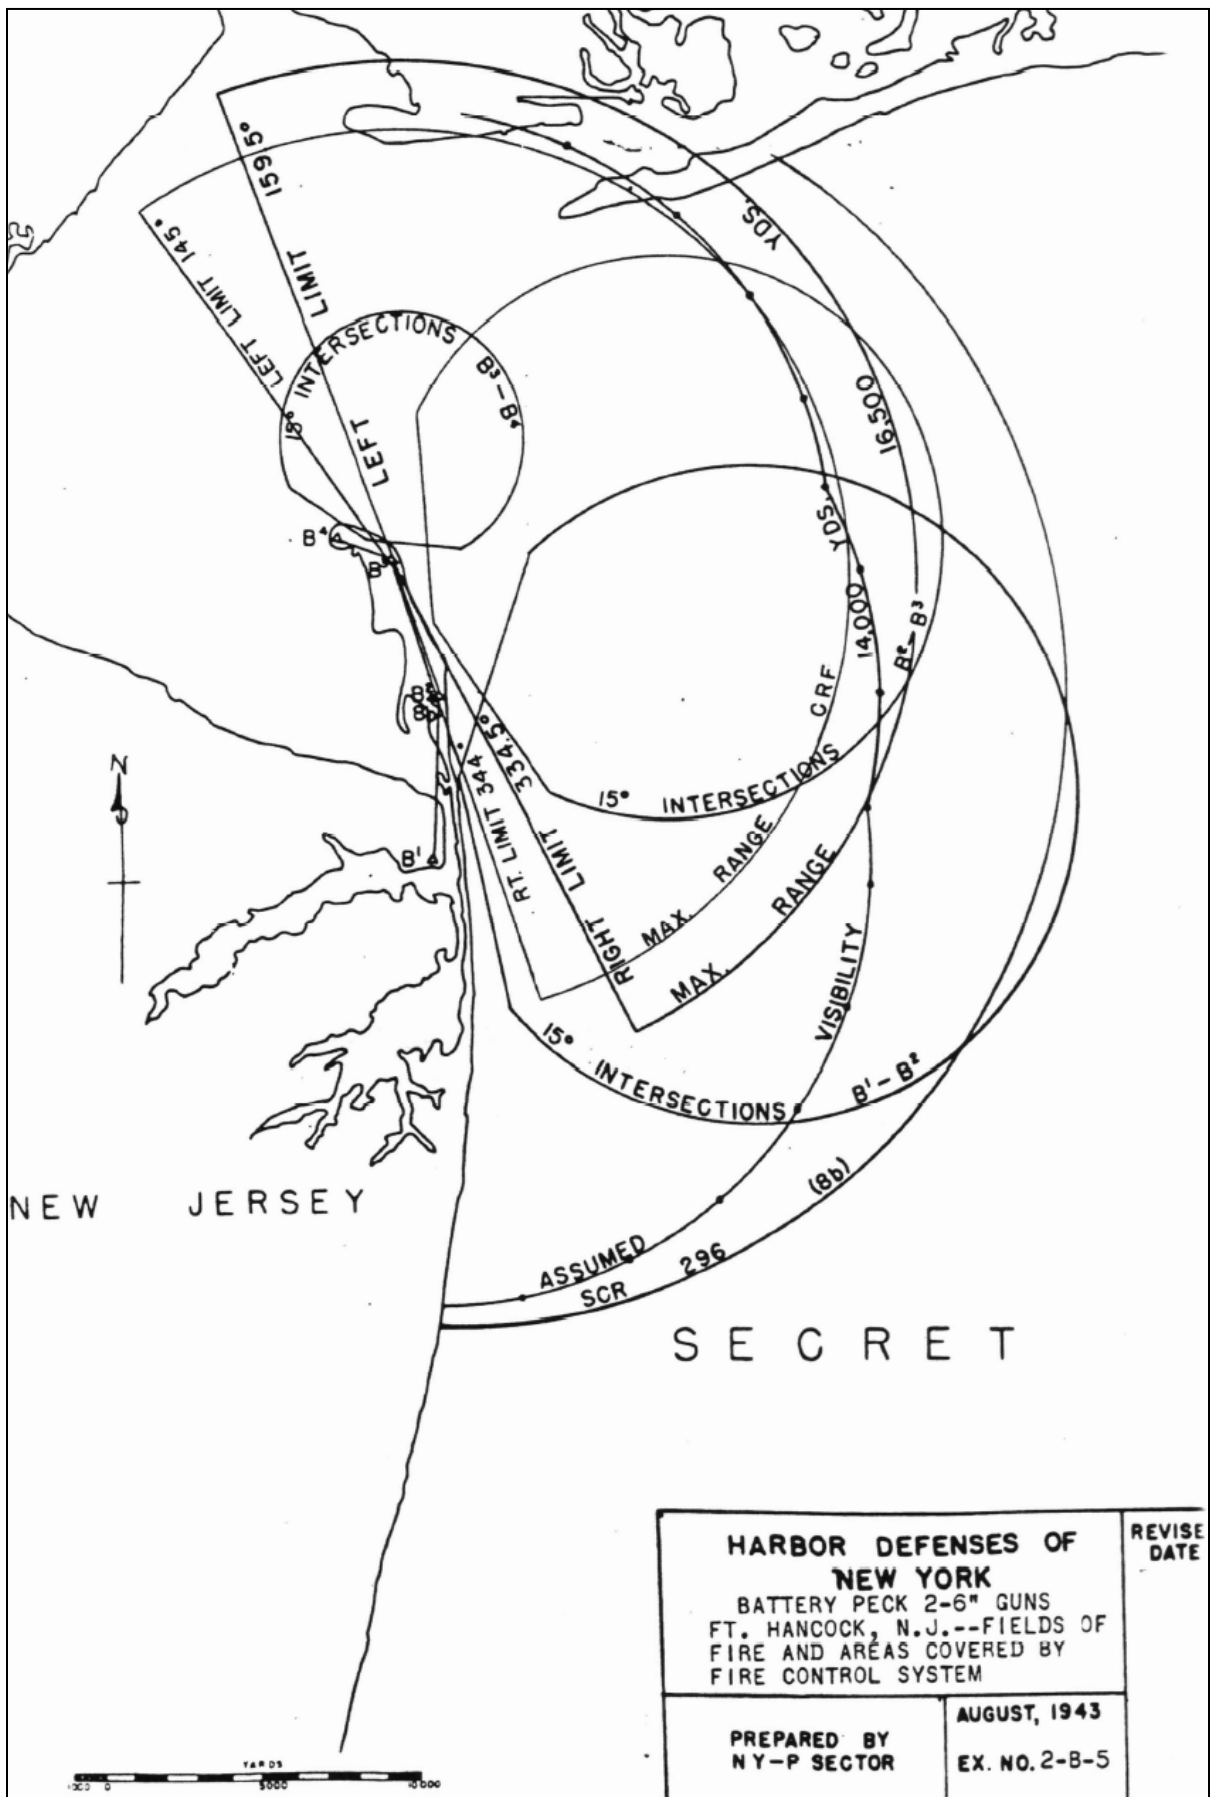 159.5°
LEFT LIMIT
LEFT LIMIT 145°
YDS.
18° INTERSECTIONS B³-B⁴
16,500
YDS.
14,000
B⁴
B
B²-B³
CRF
B²
B
N
334.5°
RT. LIMIT 344°
RIGHT LIMIT
15° INTERSECTIONS
B¹
MAX. RANGE
MAX. RANGE
VISIBILITY
15° INTERSECTIONS B¹-B²
(8b)
NEW JERSEY
ASSUMED
SCR 296
SECRET
HARBOR DEFENSES OF
NEW YORK
BATTERY PECK 2-6" GUNS
FT. HANCOCK, N.J.--FIELDS OF
FIRE AND AREAS COVERED BY
FIRE CONTROL SYSTEM
REVISE
DATE
PREPARED BY
NY-P SECTOR
AUGUST, 1943
EX. NO. 2-B-5
YARDS
1000 0 5000 10000